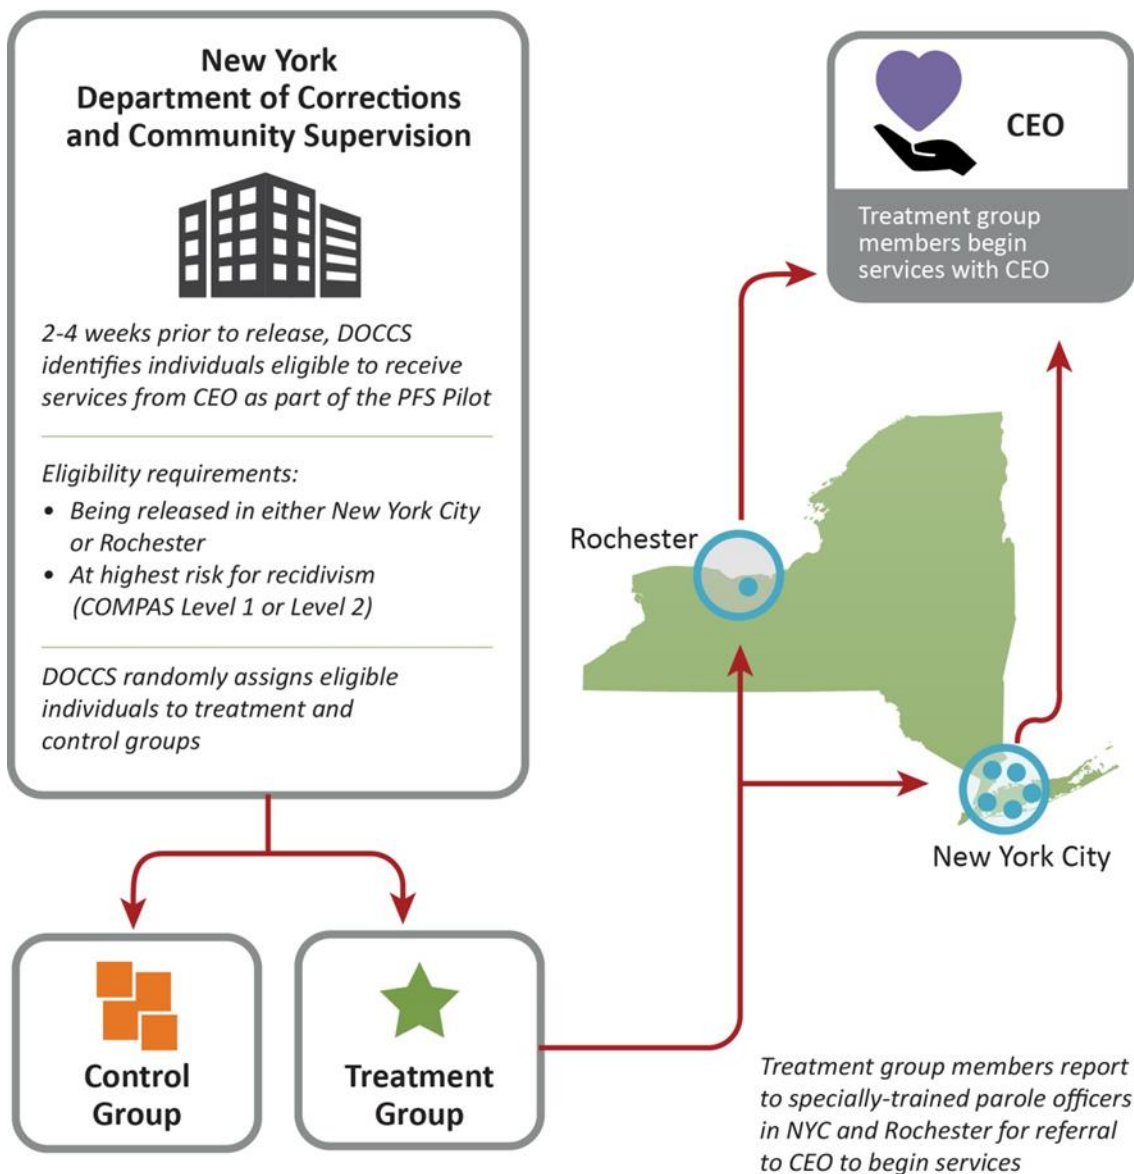 New York
Department of Corrections
and Community Supervision
2-4 weeks prior to release, DOCCS
identifies individuals eligible to receive
services from CEO as part of the PFS Pilot
Eligibility requirements:
• Being released in either New York City
or Rochester
• At highest risk for recidivism
(COMPAS Level 1 or Level 2)
DOCCS randomly assigns eligible
individuals to treatment and
control groups
Control
Group
Treatment
Group
CEO
Treatment group
members begin
services with CEO
Rochester
New York City
Treatment group members report
to specially-trained parole officers
in NYC and Rochester for referral
to CEO to begin services